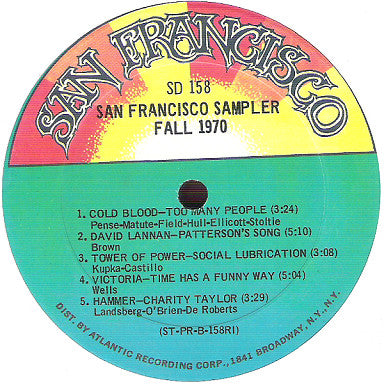 SAN FRANCISCO
SD 158
SAN FRANCISCO SAMPLER
FALL 1970
1. COLD BLOOD—TOO MANY PEOPLE (3:24)
Pense-Matute-Field-Hull-Ellicott-Stoltie
2. DAVID LANNAN—PATTERSON'S SONG (5:10)
Brown
3. TOWER OF POWER—SOCIAL LUBRICATION (3:08)
Kupka-Castillo
4. VICTORIA—TIME HAS A FUNNY WAY (5:04)
Wells
5. HAMMER—CHARITY TAYLOR (3:29)
Landsberg-O'Brien-De Roberts
(ST-PR-B-158RI)
DIST. BY ATLANTIC RECORDING CORP., 1841 BROADWAY, N.Y., N.Y.